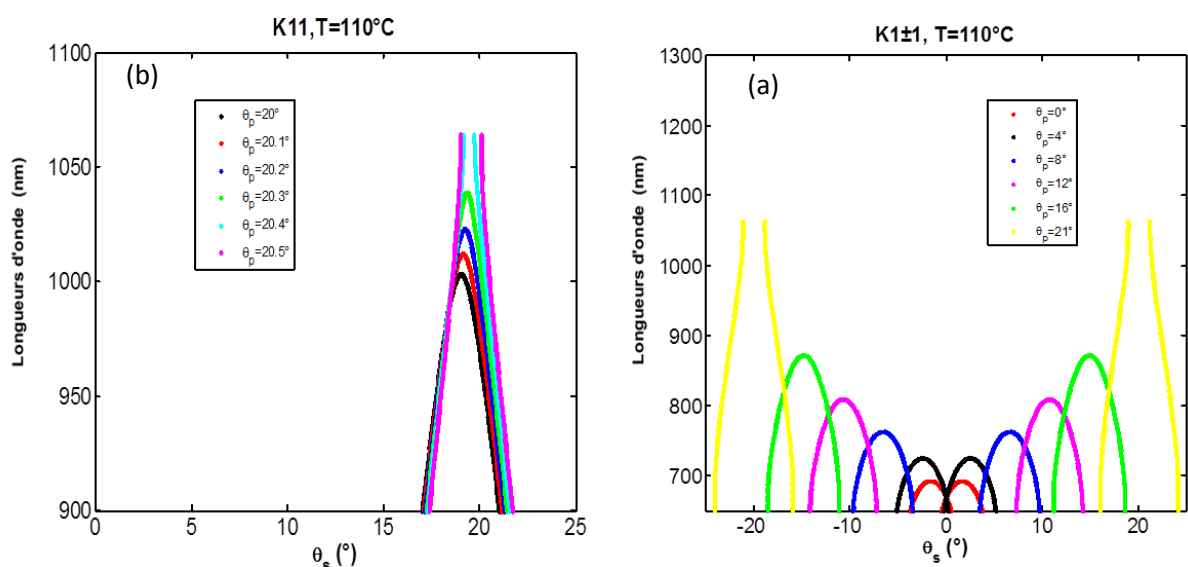 K11,T=110°C
(b)
1100
1050
1000
950
900
Longueurs d'onde (nm)
θp=20°
θp=20.1°
θp=20.2°
θp=20.3°
θp=20.4°
θp=20.5°
0 5 10 15 20 25
θs (°)
K1±1, T=110°C
(a)
1300
1200
1100
1000
900
800
700
Longueurs d'onde (nm)
θp=0°
θp=4°
θp=8°
θp=12°
θp=16°
θp=21°
-20 -10 0 10 20
θs (°)